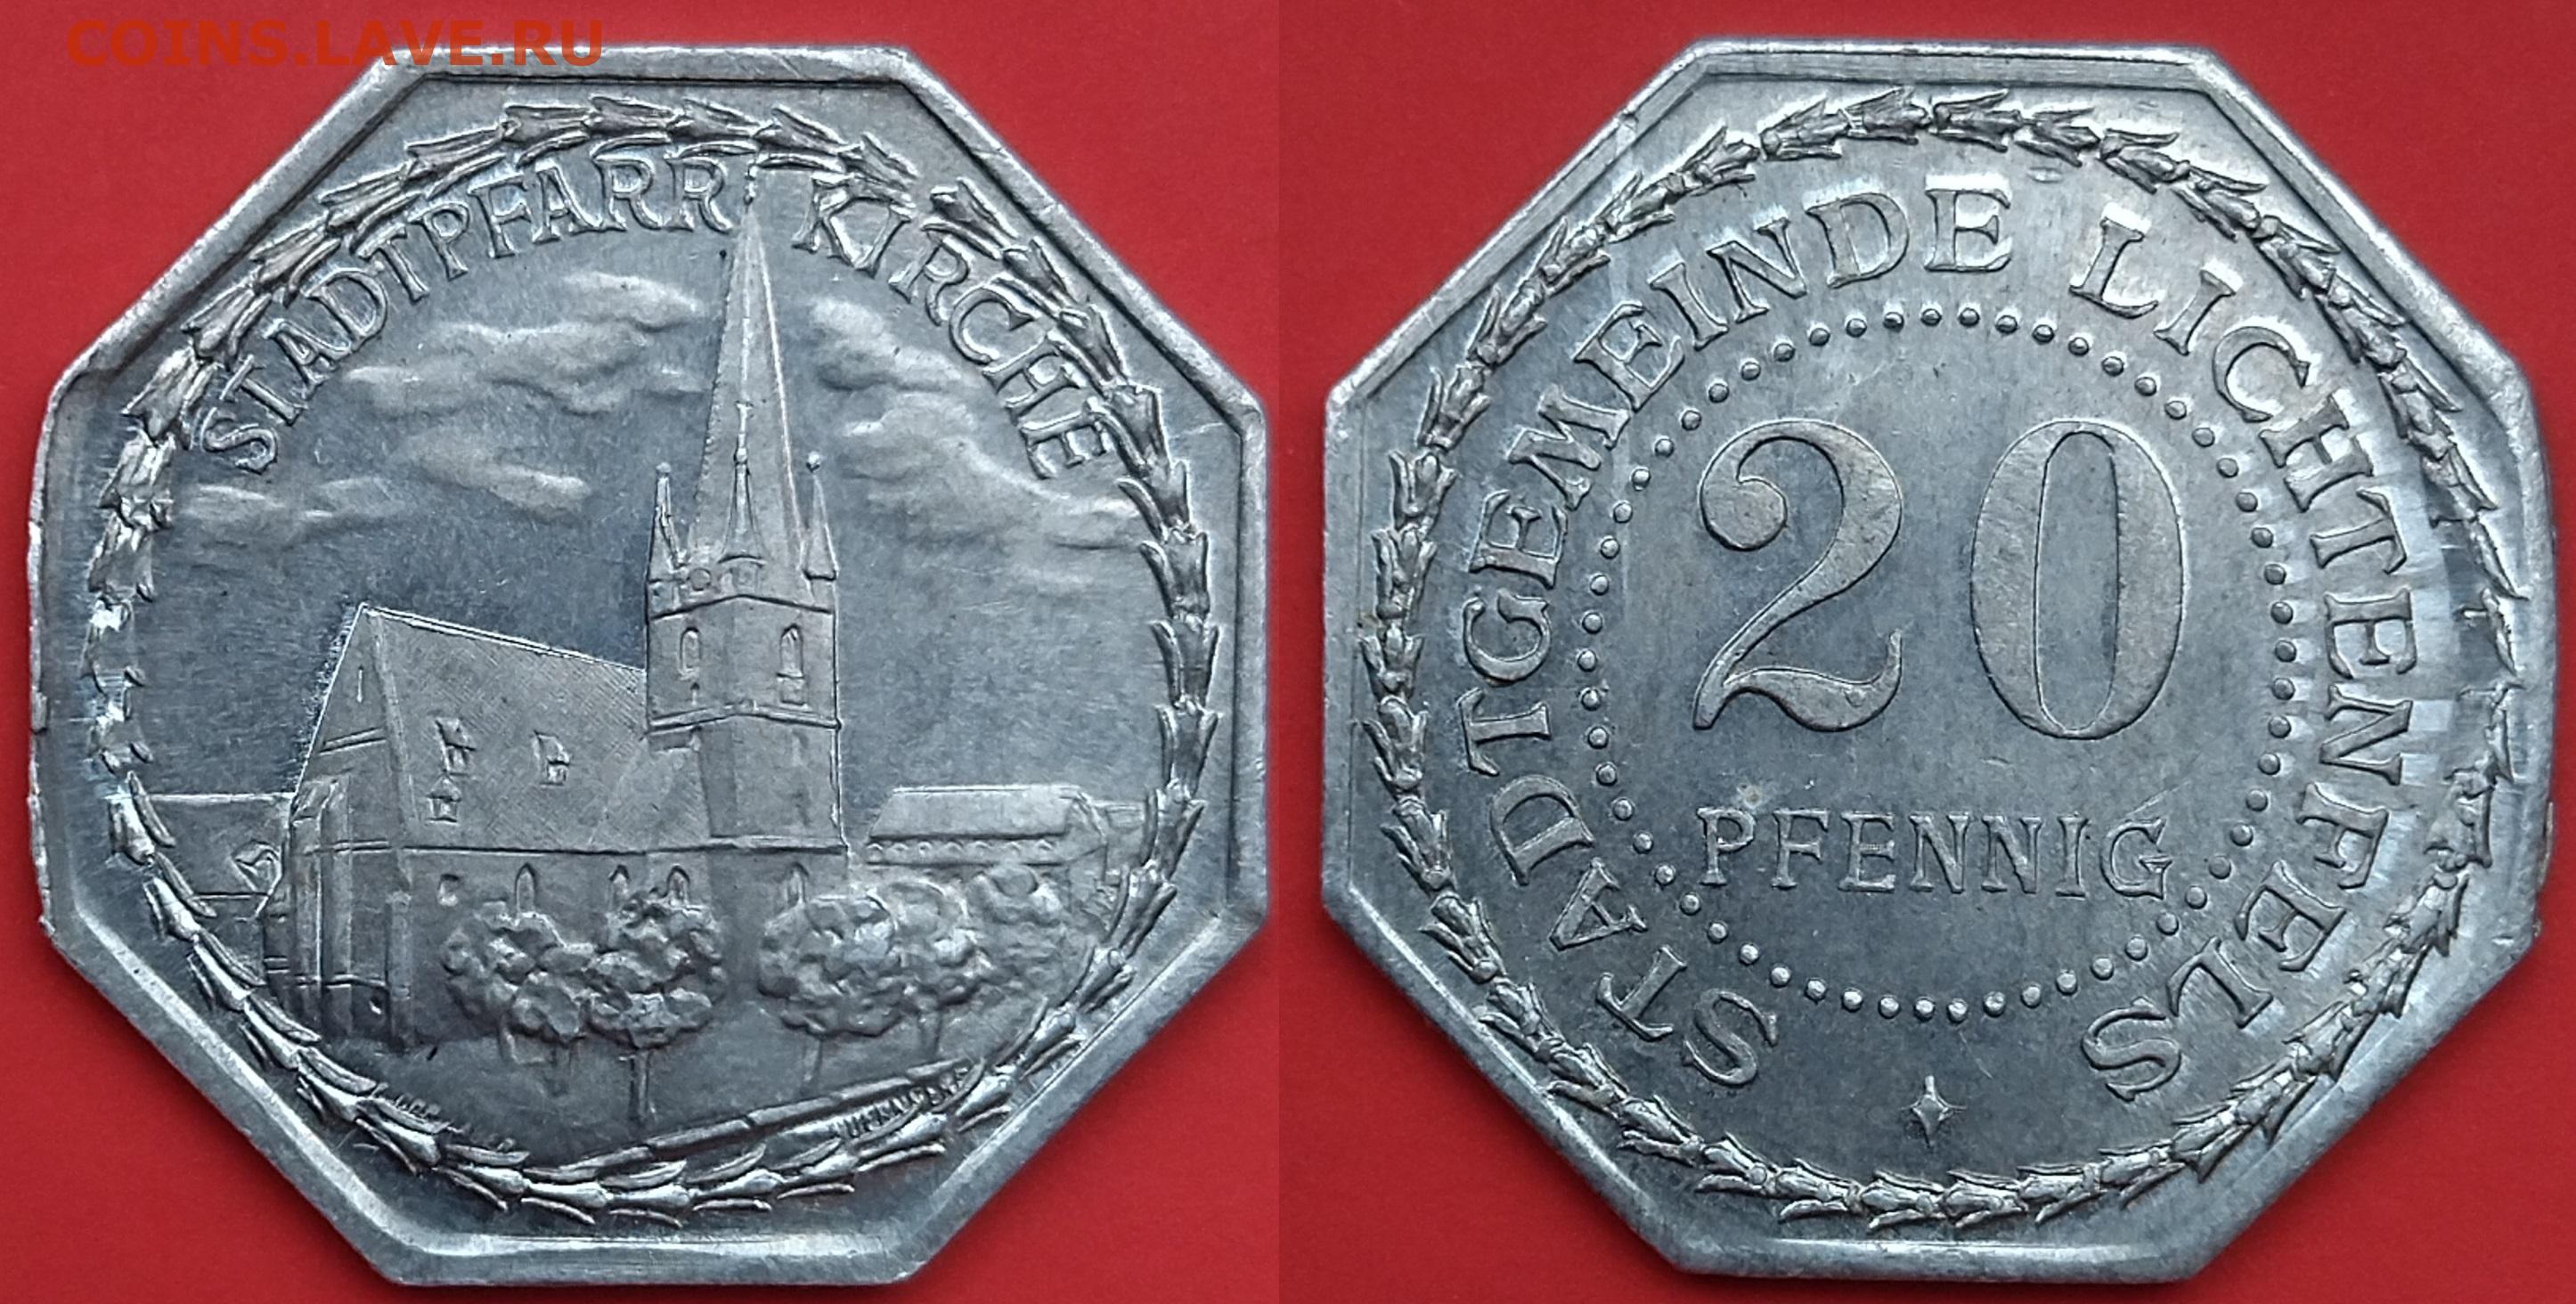 COINS.LAVE.RU
STADTPFARR KIRCHE
STADTGEMEINDE LICHTENFELS
20
PFENNIG